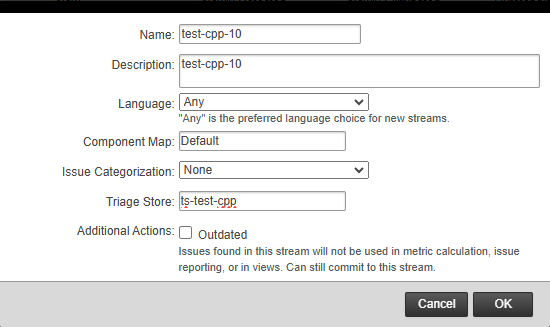 Name: test-cpp-10
Description: test-cpp-10
Language: Any
"Any" is the preferred language choice for new streams.
Component Map: Default
Issue Categorization: None
Triage Store: ts-test-cpp
Additional Actions: Outdated
Issues found in this stream will not be used in metric calculation, issue
reporting, or in views. Can still commit to this stream.
Cancel OK